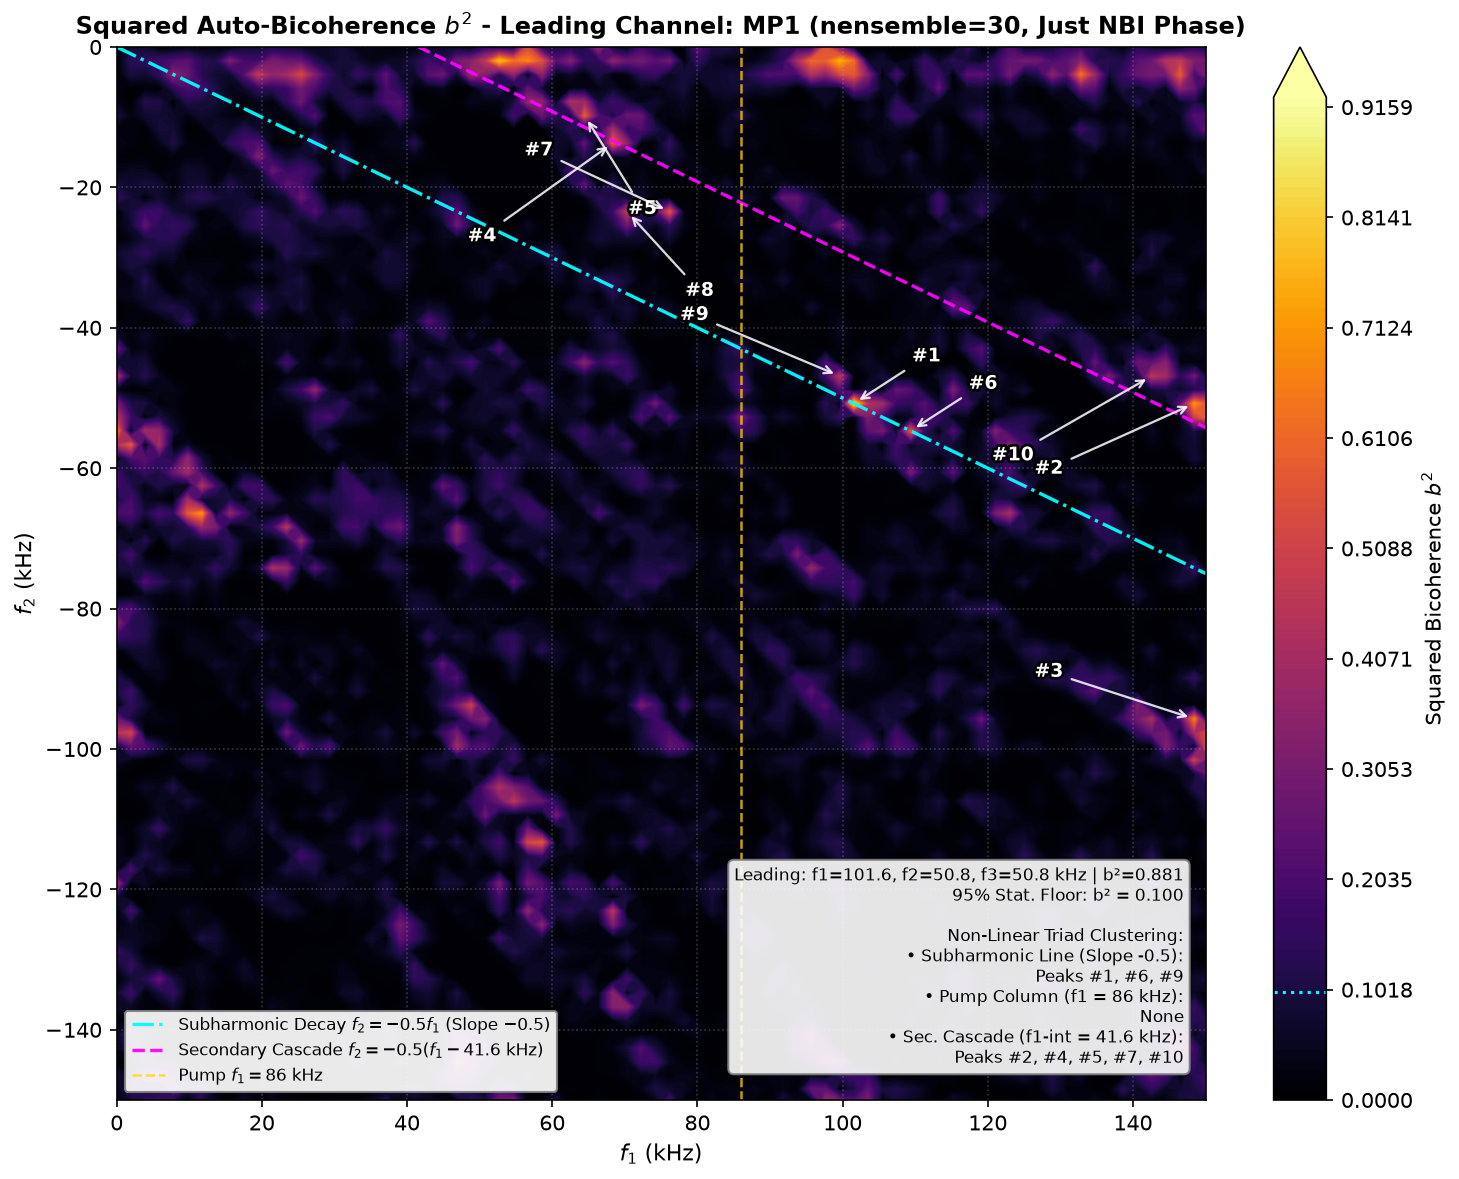 Squared Auto-Bicoherence b² - Leading Channel: MP1 (nensemble=30, Just NBI Phase)
0
−20
−40
−60
−80
−100
−120
−140
f₂ (kHz)
0
20
40
60
80
100
120
140
f₁ (kHz)
#7
#5
#4
#8
#9
#1
#6
#10
#2
#3
Leading: f1=101.6, f2=50.8, f3=50.8 kHz | b²=0.881
95% Stat. Floor: b² = 0.100
Non-Linear Triad Clustering:
• Subharmonic Line (Slope -0.5):
Peaks #1, #6, #9
• Pump Column (f1 = 86 kHz):
None
• Sec. Cascade (f1-int = 41.6 kHz):
Peaks #2, #4, #5, #7, #10
Subharmonic Decay f₂ = −0.5f₁ (Slope −0.5)
Secondary Cascade f₂ = −0.5(f₁ − 41.6 kHz)
Pump f₁ = 86 kHz
0.9159
0.8141
0.7124
0.6106
0.5088
0.4071
0.3053
0.2035
0.1018
0.0000
Squared Bicoherence b²